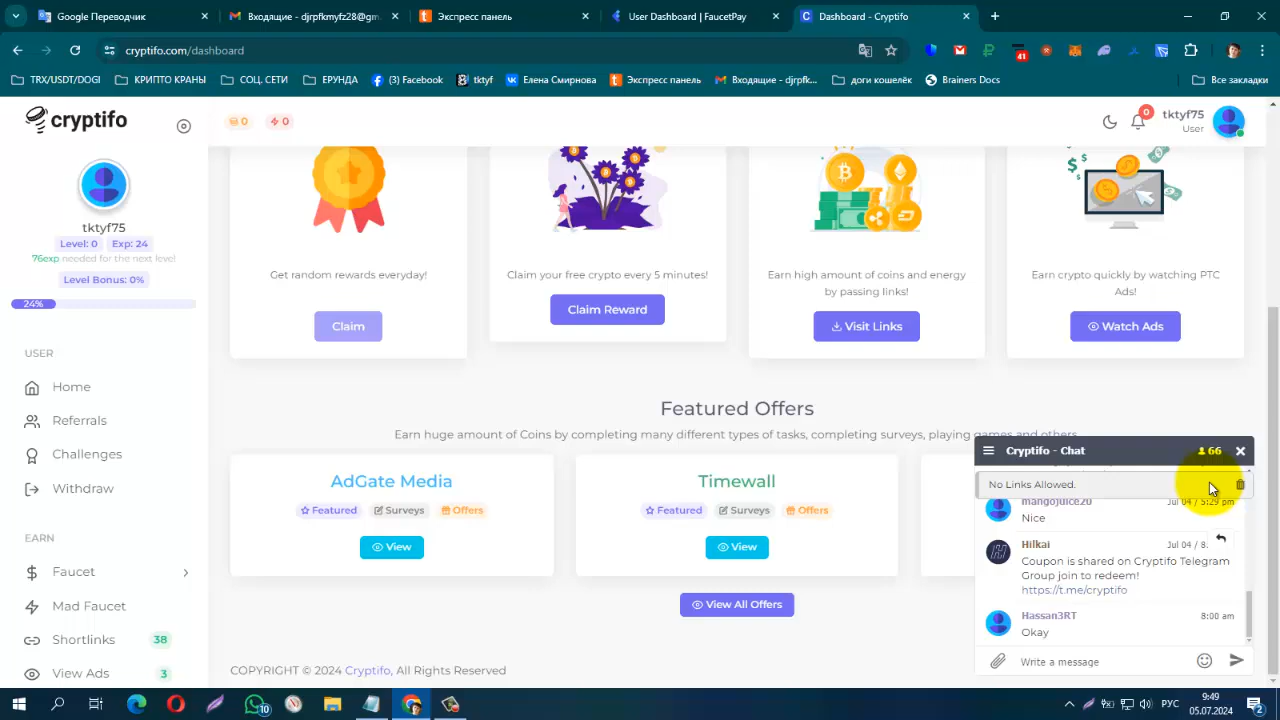 Google Переводчик
Входящие - djrpfkmyfz28@gm
Экспресс панель
User Dashboard | FaucetPay
Dashboard - Cryptifo
cryptifo.com/dashboard
41
TRX/USDT/DOGI
КРИПТО КРАНЫ
СОЦ. СЕТИ
ЕРУНДА
(3) Facebook
tktyf
Елена Смирнова
Экспресс панель
Входящие - djrpfk...
доги кошелёк
Brainers Docs
Все закладки
cryptifo
0
0
0
tktyf75
User
tktyf75
Level: 0 Exp: 24
76exp needed for the next level
Level Bonus: 0%
24%
USER
Home
Referrals
Challenges
Withdraw
EARN
Faucet
Mad Faucet
Shortlinks 38
View Ads 3
Get random rewards everyday!
Claim
Claim your free crypto every 5 minutes!
Claim Reward
Earn high amount of coins and energy
by passing links!
Visit Links
Earn crypto quickly by watching PTC
Ads!
Watch Ads
Featured Offers
Earn huge amount of Coins by completing many different types of tasks, completing surveys, playing games and others
AdGate Media
Featured Surveys Offers
View
Timewall
Featured Surveys Offers
View
View All Offers
COPYRIGHT © 2024 Cryptifo, All Rights Reserved
Cryptifo - Chat
66
No Links Allowed.
mangojuice20 Jul 04 / 5:29 pm
Nice
Hilkai Jul 04 / 8:
Coupon is shared on Cryptifo Telegram
Group join to redeem!
https://t.me/cryptifo
Hassan3RT 8:00 am
Okay
Write a message
10
РУС
9:49
05.07.2024
2